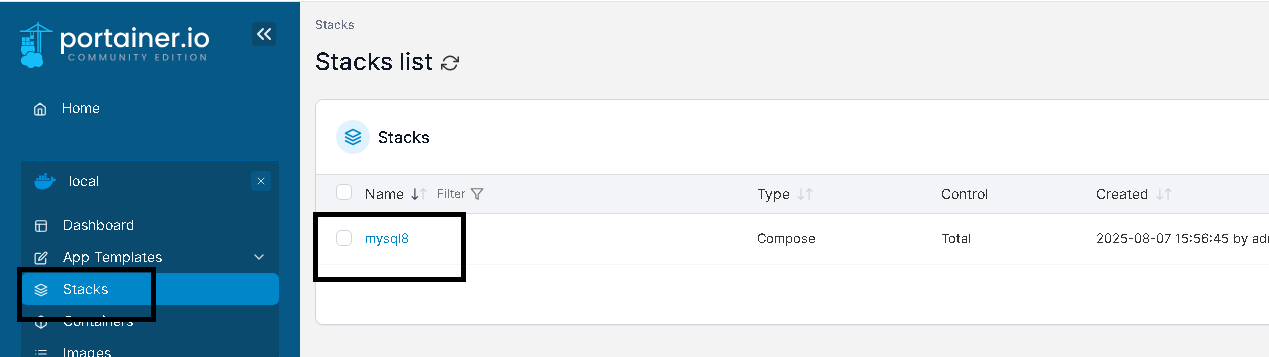 portainer.io
COMMUNITY EDITION
Home
local
Dashboard
App Templates
Stacks
Containers
Images
Stacks
Stacks list
Stacks
Name Filter Type Control Created
mysql8 Compose Total 2025-08-07 15:56:45 by